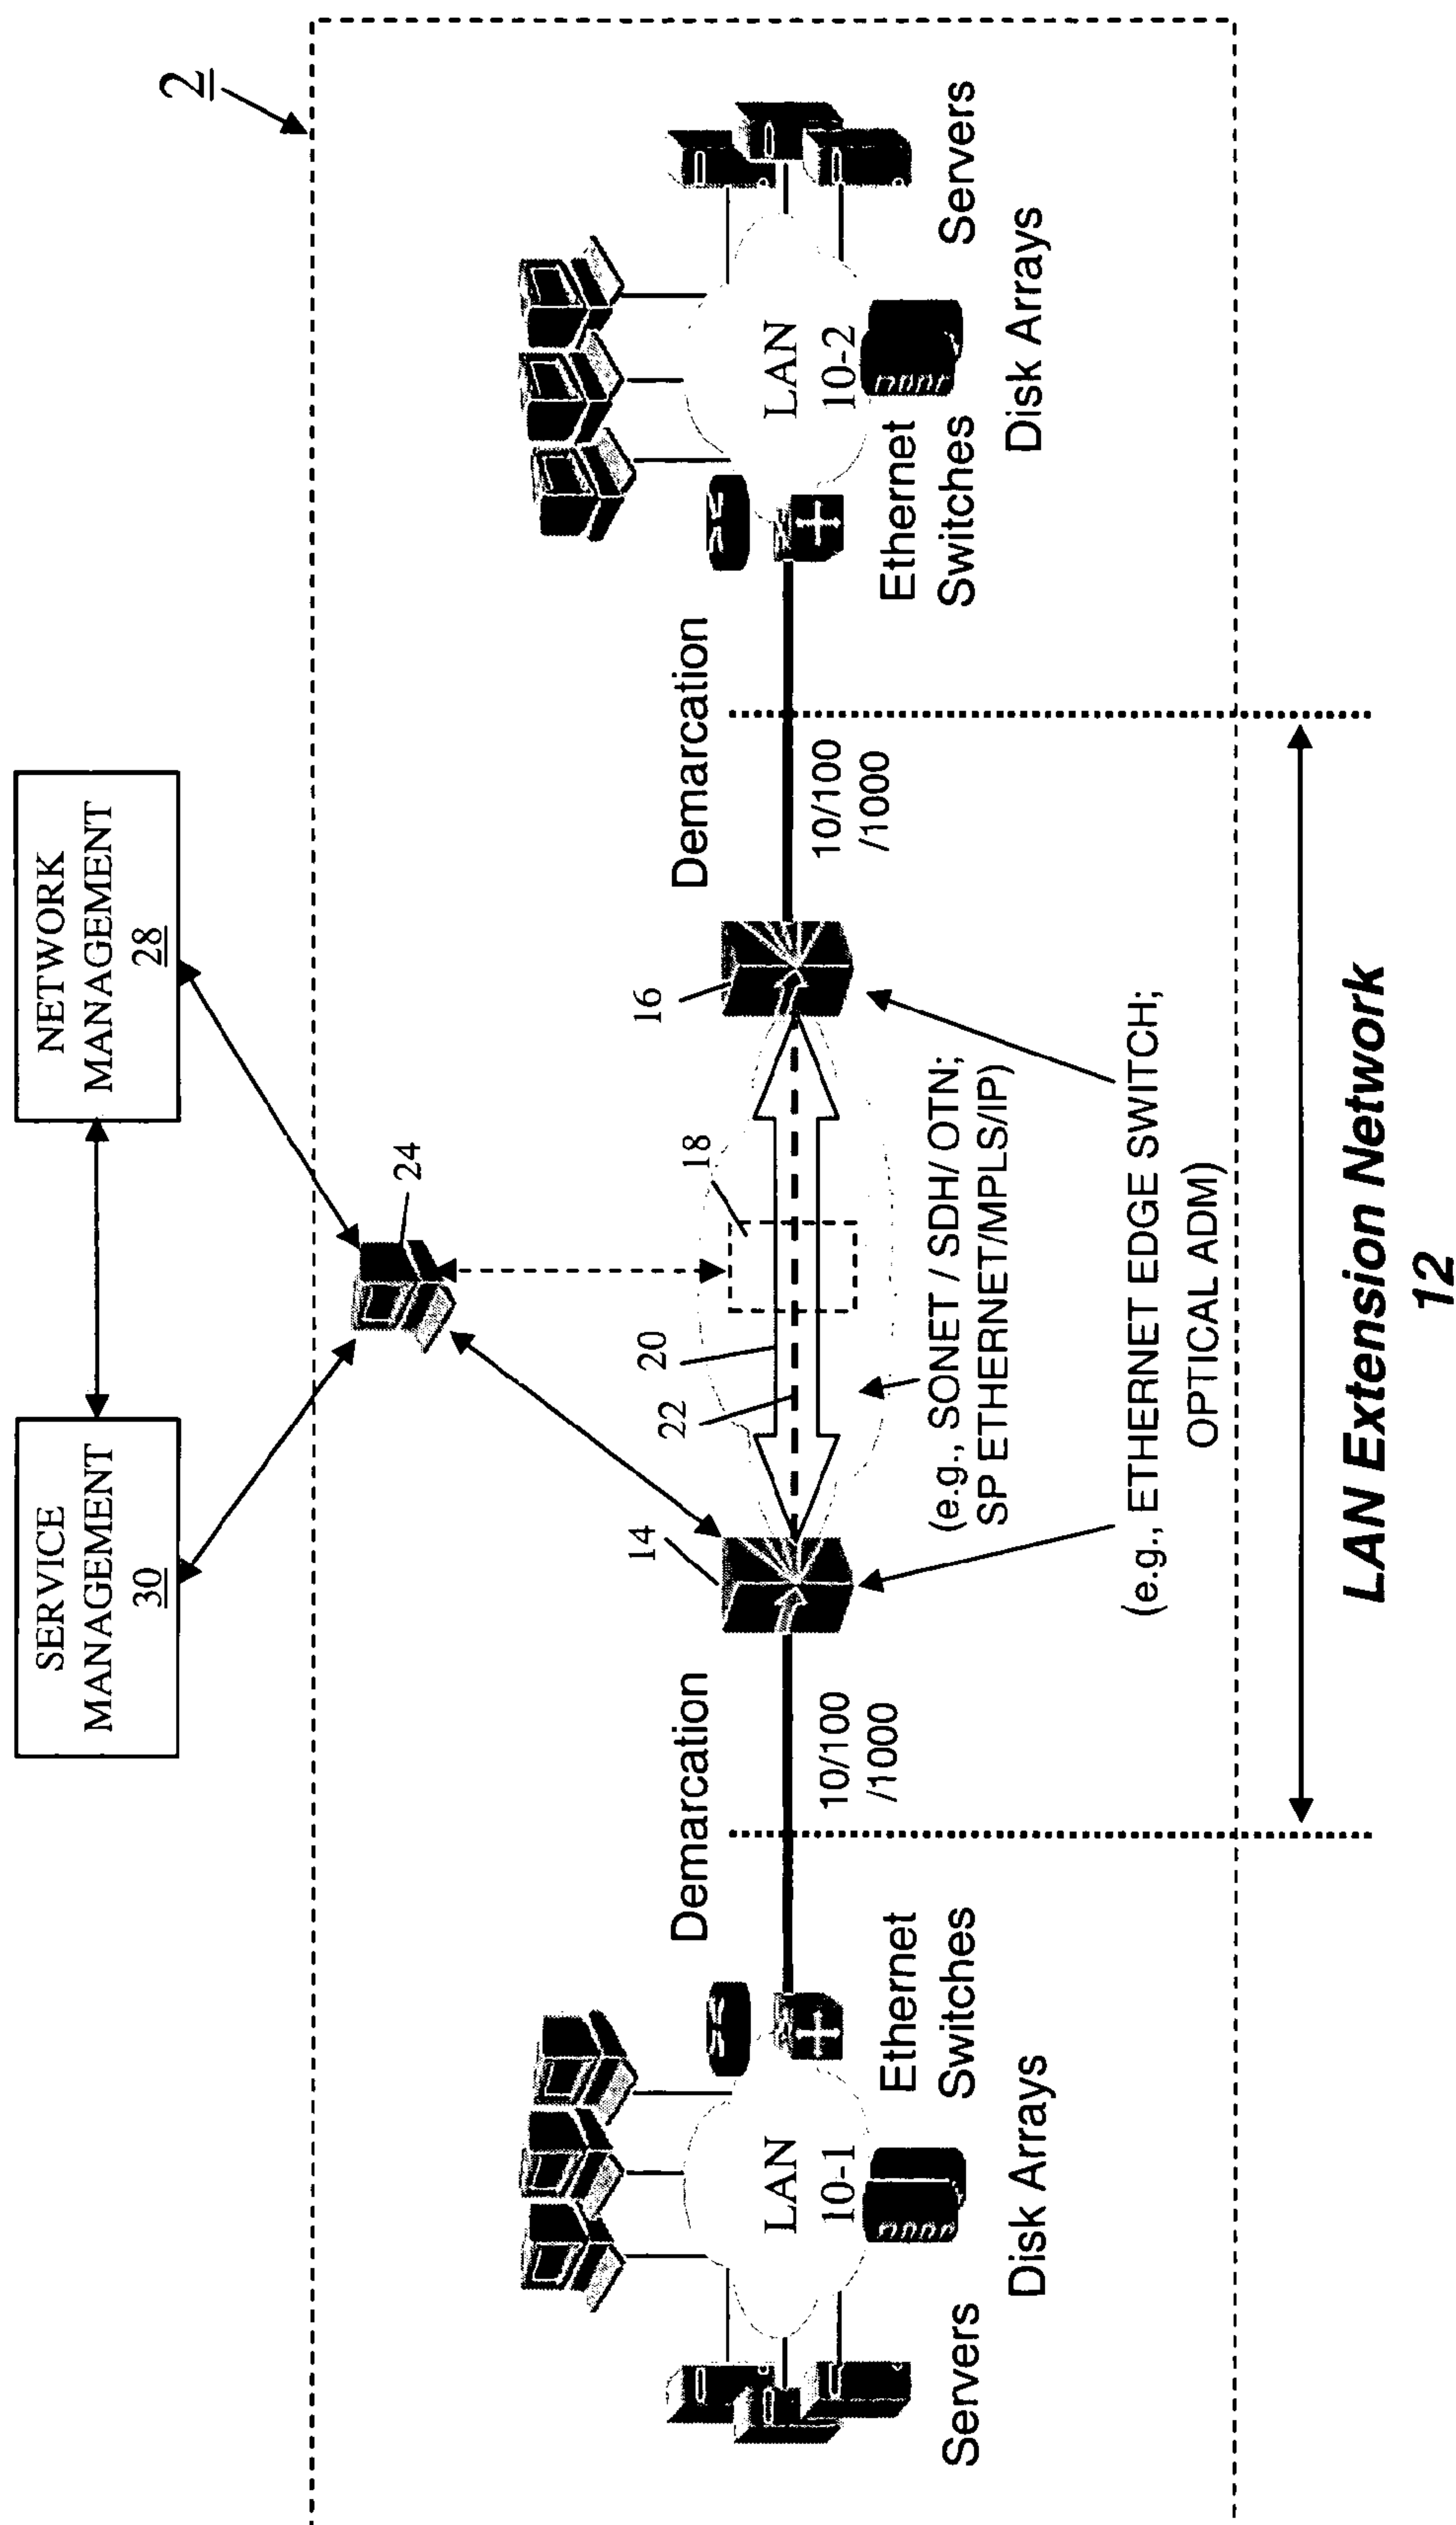 SERVICE
MANAGEMENT
30
NETWORK
MANAGEMENT
28
2
24
14
22
20
18
16
Demarcation
Demarcation
LAN
10-1
LAN
10-2
10/100
/1000
10/100
/1000
Servers
Disk Arrays
Ethernet
Switches
(e.g., SONET / SDH/ OTN;
SP ETHERNET/MPLS/IP)
Ethernet
Switches
Disk Arrays
Servers
(e.g., ETHERNET EDGE SWITCH;
OPTICAL ADM)
LAN Extension Network
12